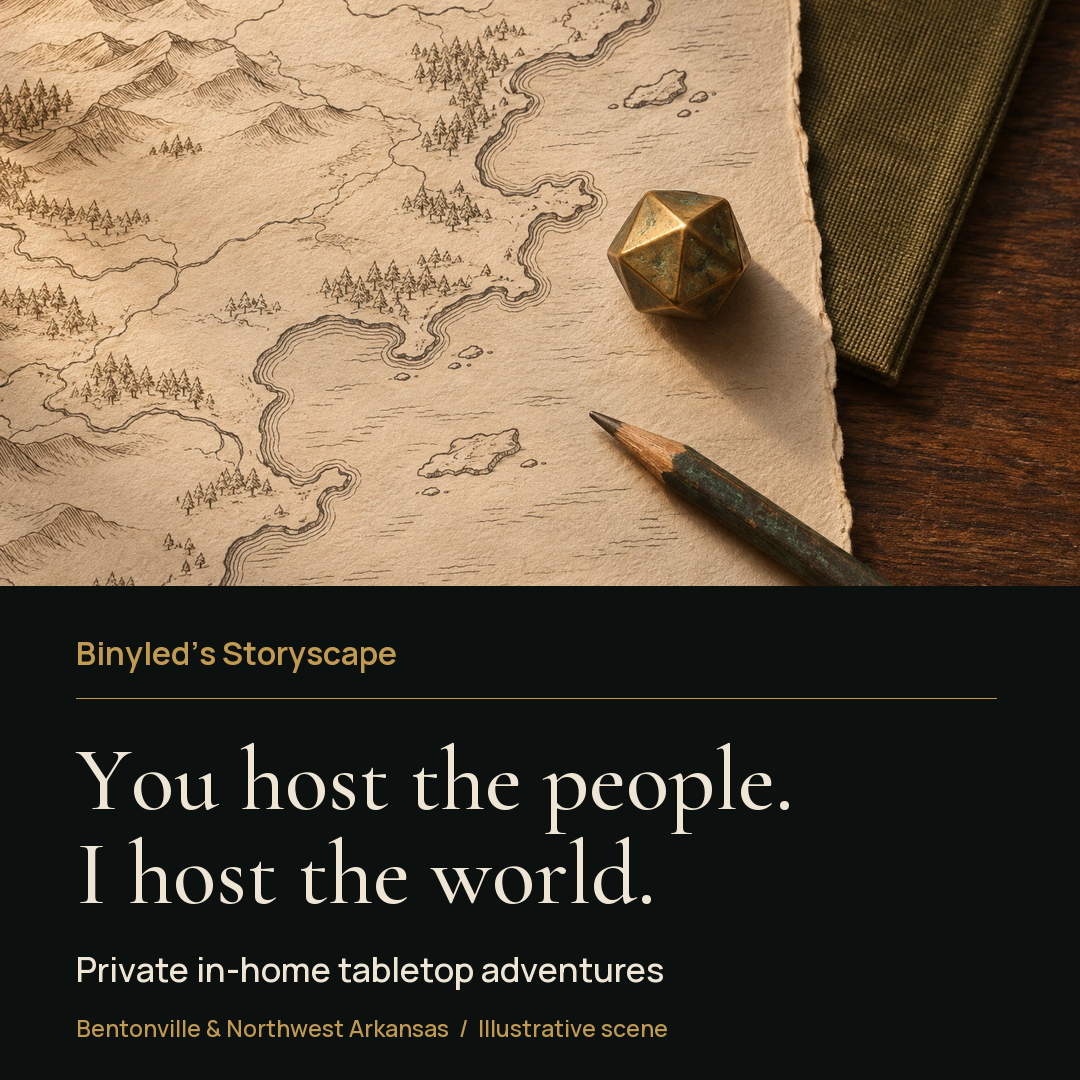 Binyled’s Storyscape
You host the people.
I host the world.
Private in-home tabletop adventures
Bentonville & Northwest Arkansas / Illustrative scene